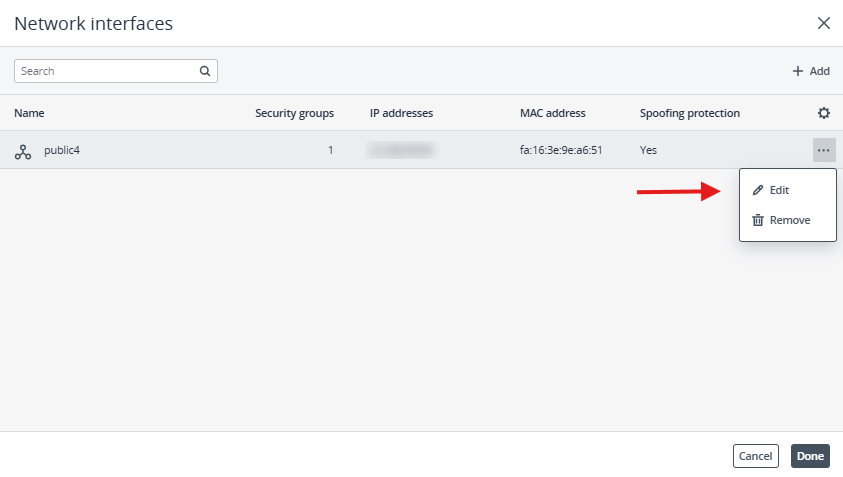 Network interfaces
Search
Add
Name Security groups IP addresses MAC address Spoofing protection
public4 1 fa:16:3e:9e:a6:51 Yes
Edit
Remove
Cancel Done